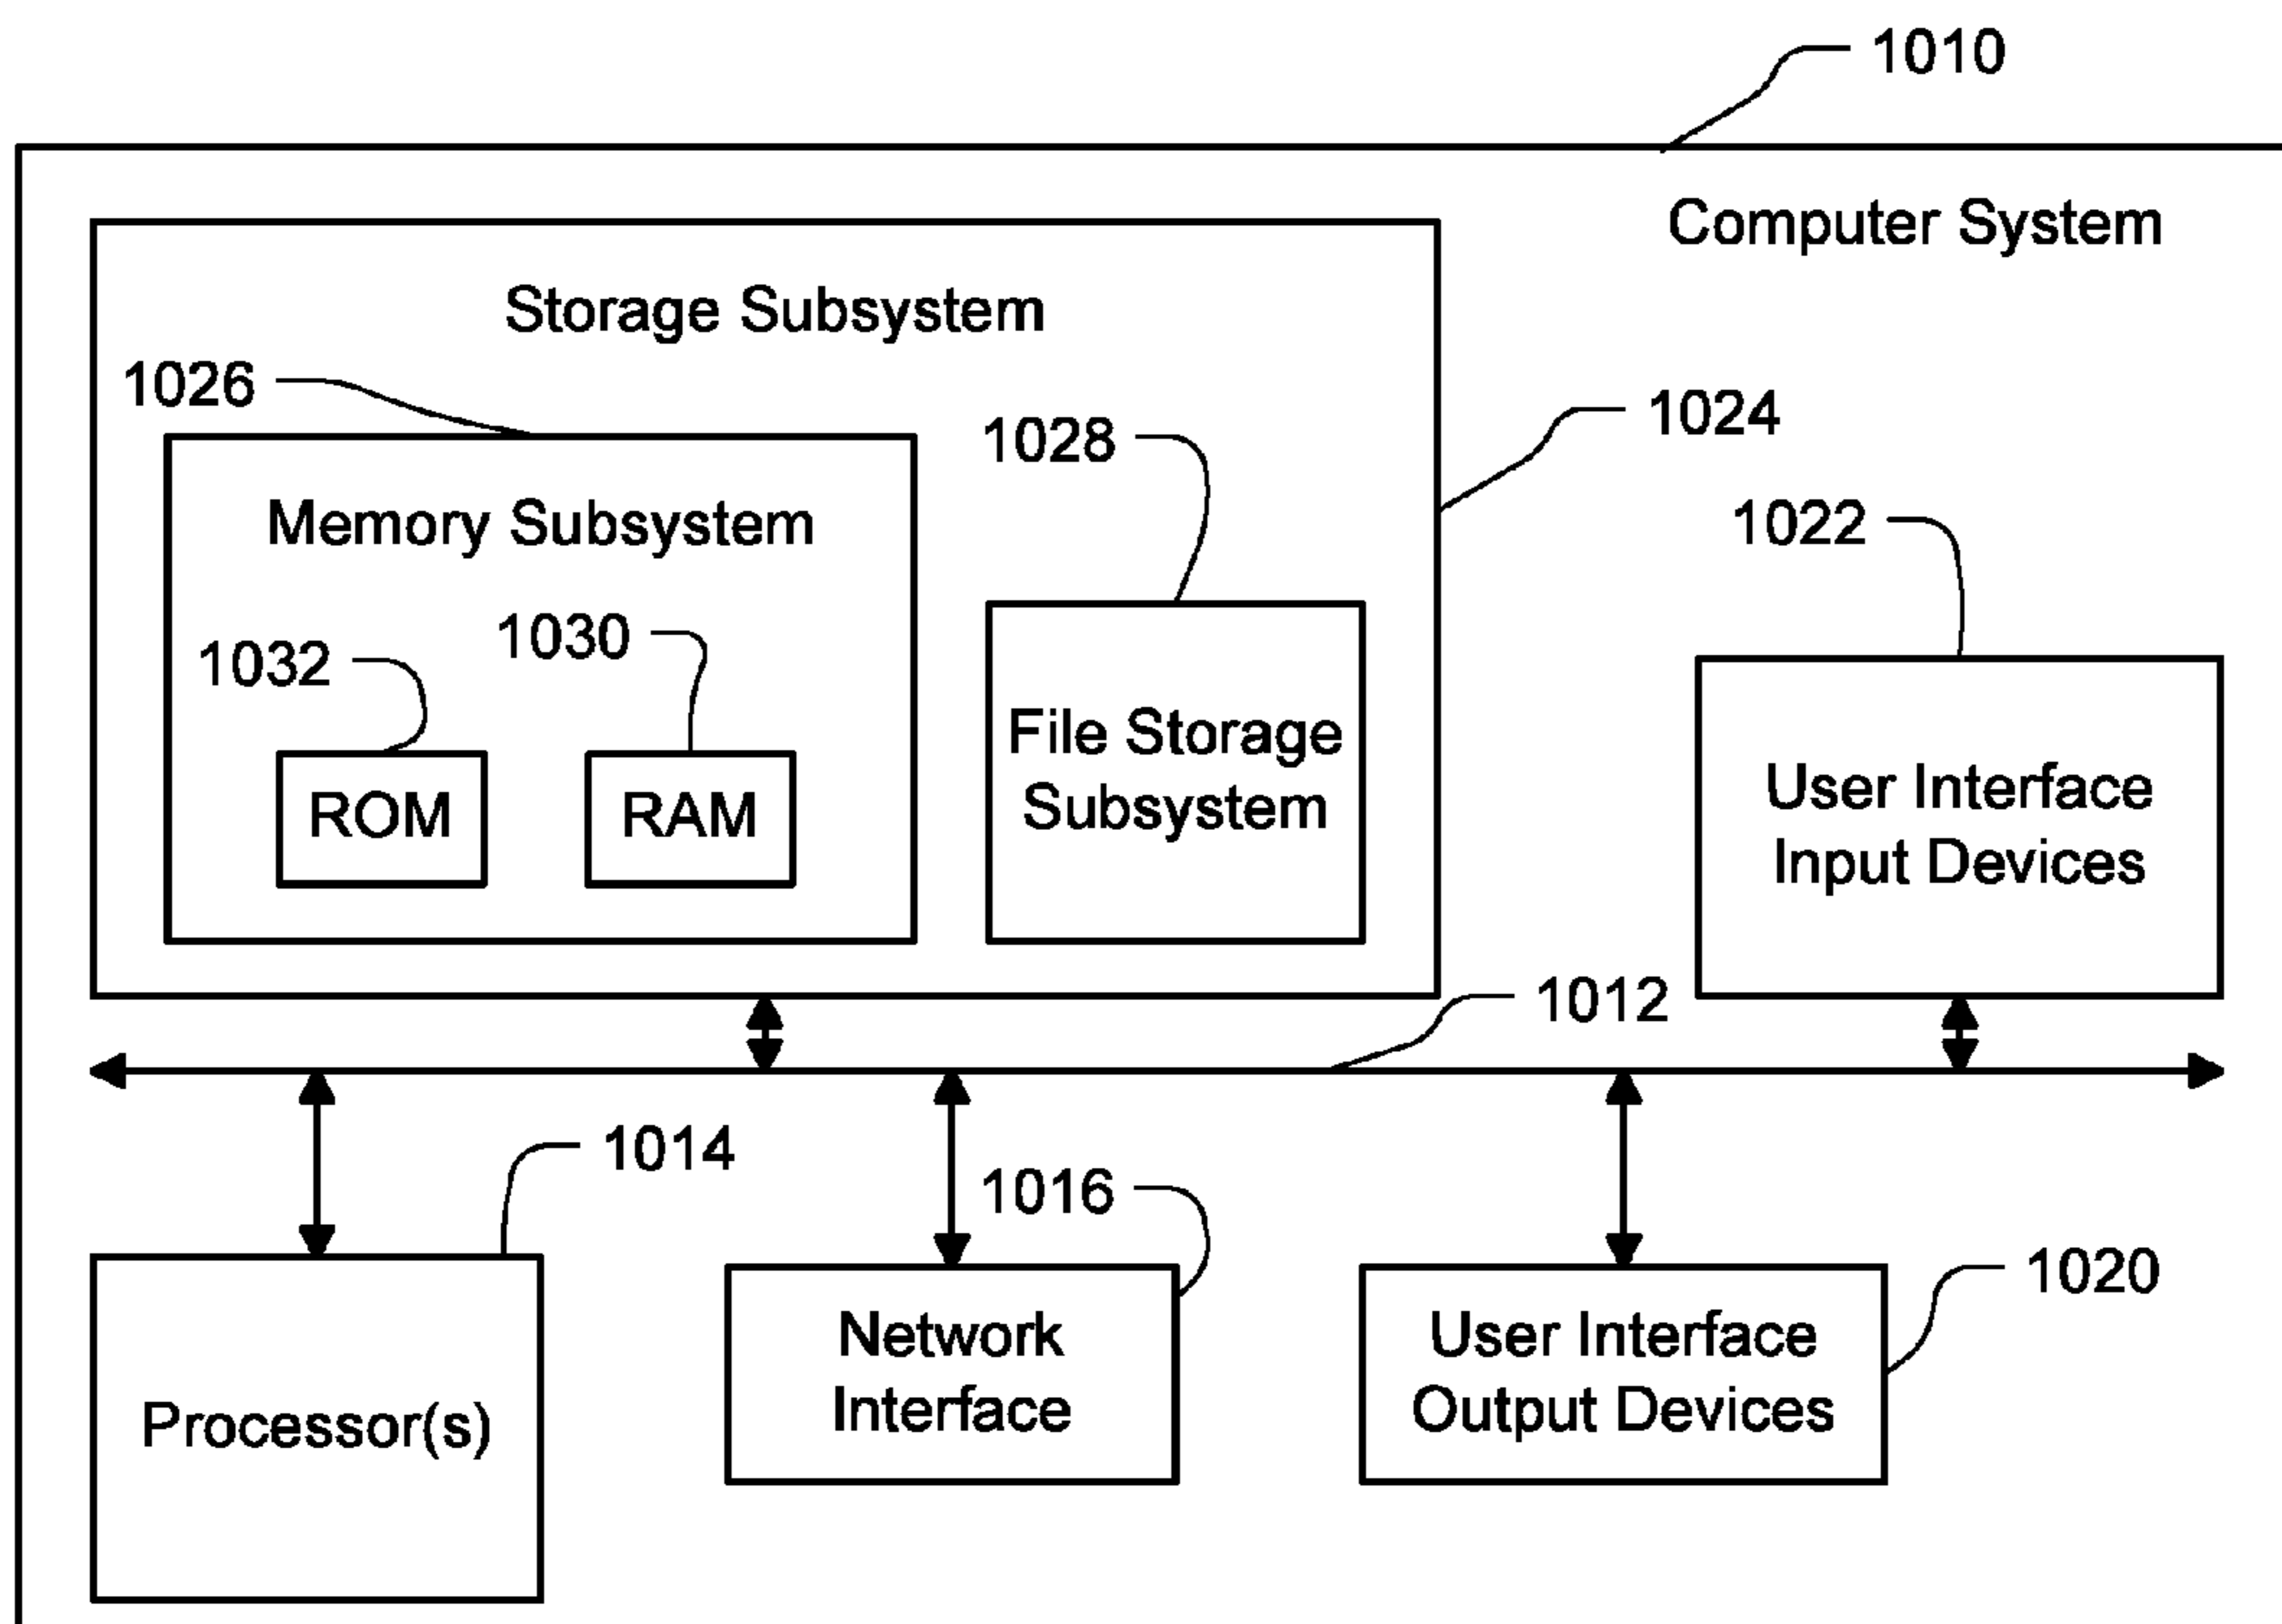 1010
Computer System
Storage Subsystem
1026
1024
1028
Memory Subsystem
1022
1032
1030
File Storage
Subsystem
ROM
RAM
User Interface
Input Devices
1012
1014
1016
1020
Network
Interface
User Interface
Output Devices
Processor(s)